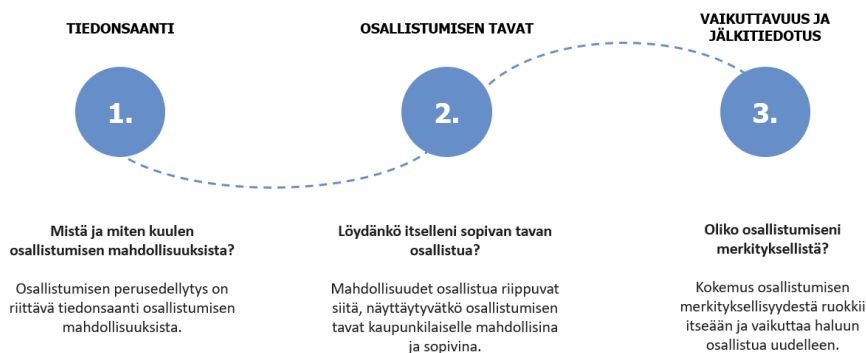 TIEDONSAANTI
1.
Mistä ja miten kuulen
osallistumisen mahdollisuuksista?
Osallistumisen perusedellytys on
riittävä tiedonsaanti osallistumisen
mahdollisuuksista.
OSALLISTUMISEN TAVAT
2.
Löydänkö itselleni sopivan tavan
osallistua?
Mahdollisuudet osallistua riippuvat
siitä, näyttäytyvätkö osallistumisen
tavat kaupunkilaiselle mahdollisina
ja sopivina.
VAIKUTTAVUUS JA
JÄLKITIEDOTUS
3.
Oliko osallistumiseni
merkityksellistä?
Kokemus osallistumisen
merkityksellisyydestä ruokkii
itseään ja vaikuttaa haluun
osallistua uudelleen.